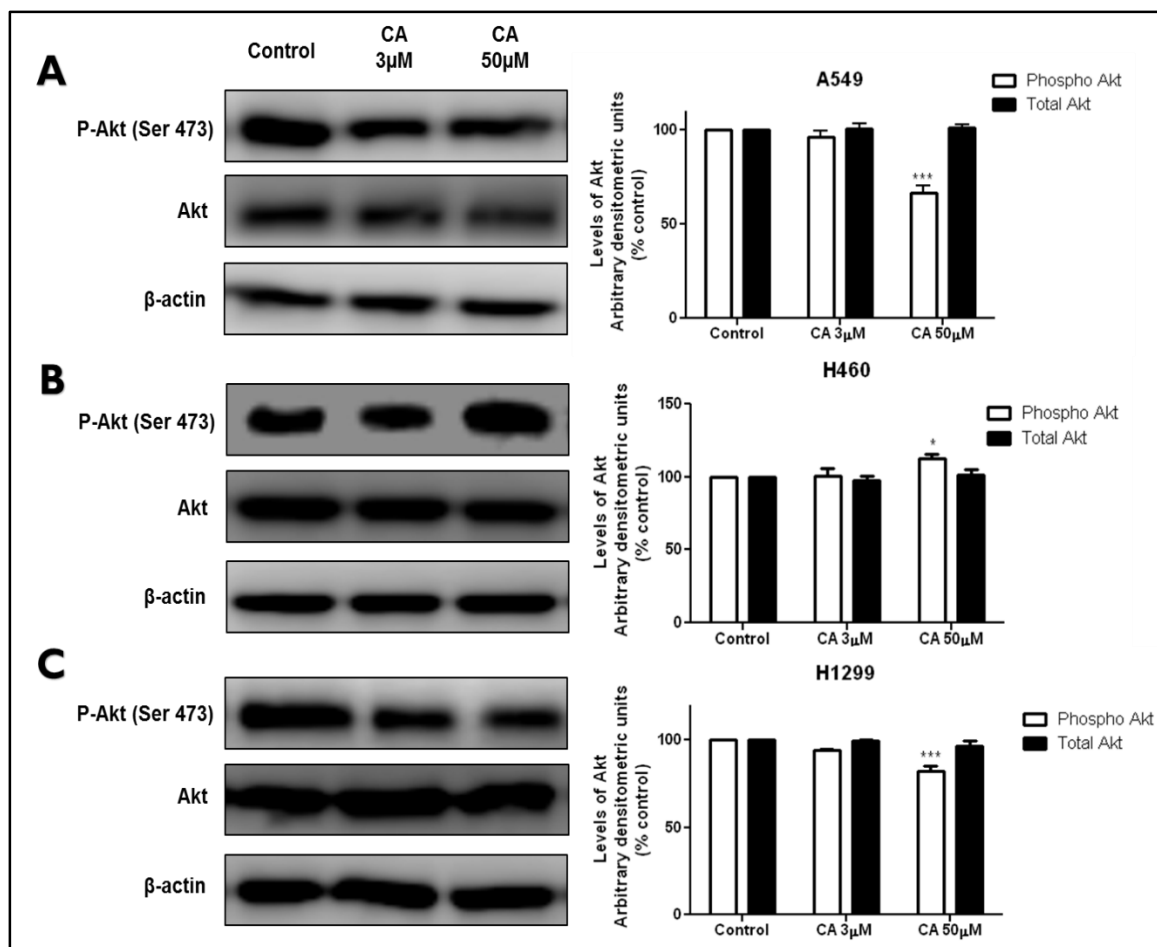 Control
CA
3μM
CA
50μM
A
P-Akt (Ser 473)
Akt
β-actin
A549
Phospho Akt
Total Akt
Levels of Akt
Arbitrary densitometric units
(% control)
100
50
0
***
Control
CA 3μM
CA 50μM
B
P-Akt (Ser 473)
Akt
β-actin
H460
Phospho Akt
Total Akt
Levels of Akt
Arbitrary densitometric units
(% control)
150
100
50
0
*
Control
CA 3μM
CA 50μM
C
P-Akt (Ser 473)
Akt
β-actin
H1299
Phospho Akt
Total Akt
Levels of Akt
Arbitrary densitometric units
(% control)
100
50
0
***
Control
CA 3μM
CA 50μM